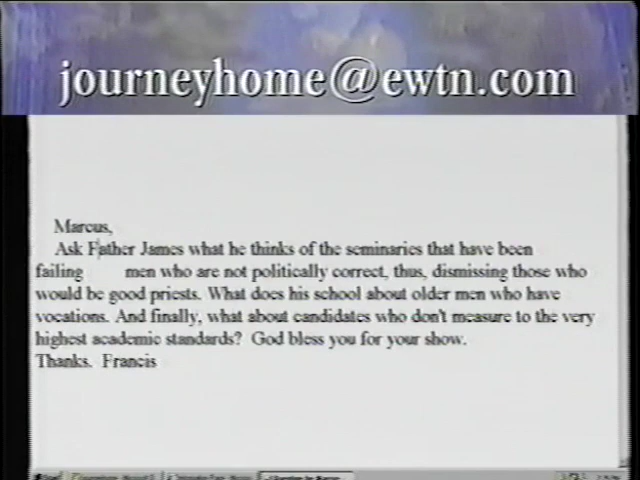 journeyhome@ewtn.com
Marcus,
Ask Father James what he thinks of the seminaries that have been
failing men who are not politically correct, thus, dismissing those who
would be good priests. What does his school about older men who have
vocations. And finally, what about candidates who don't measure to the very
highest academic standards? God bless you for your show.
Thanks. Francis